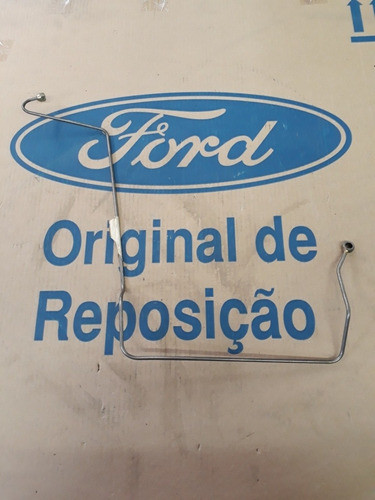 Ford
Original de
Reposição